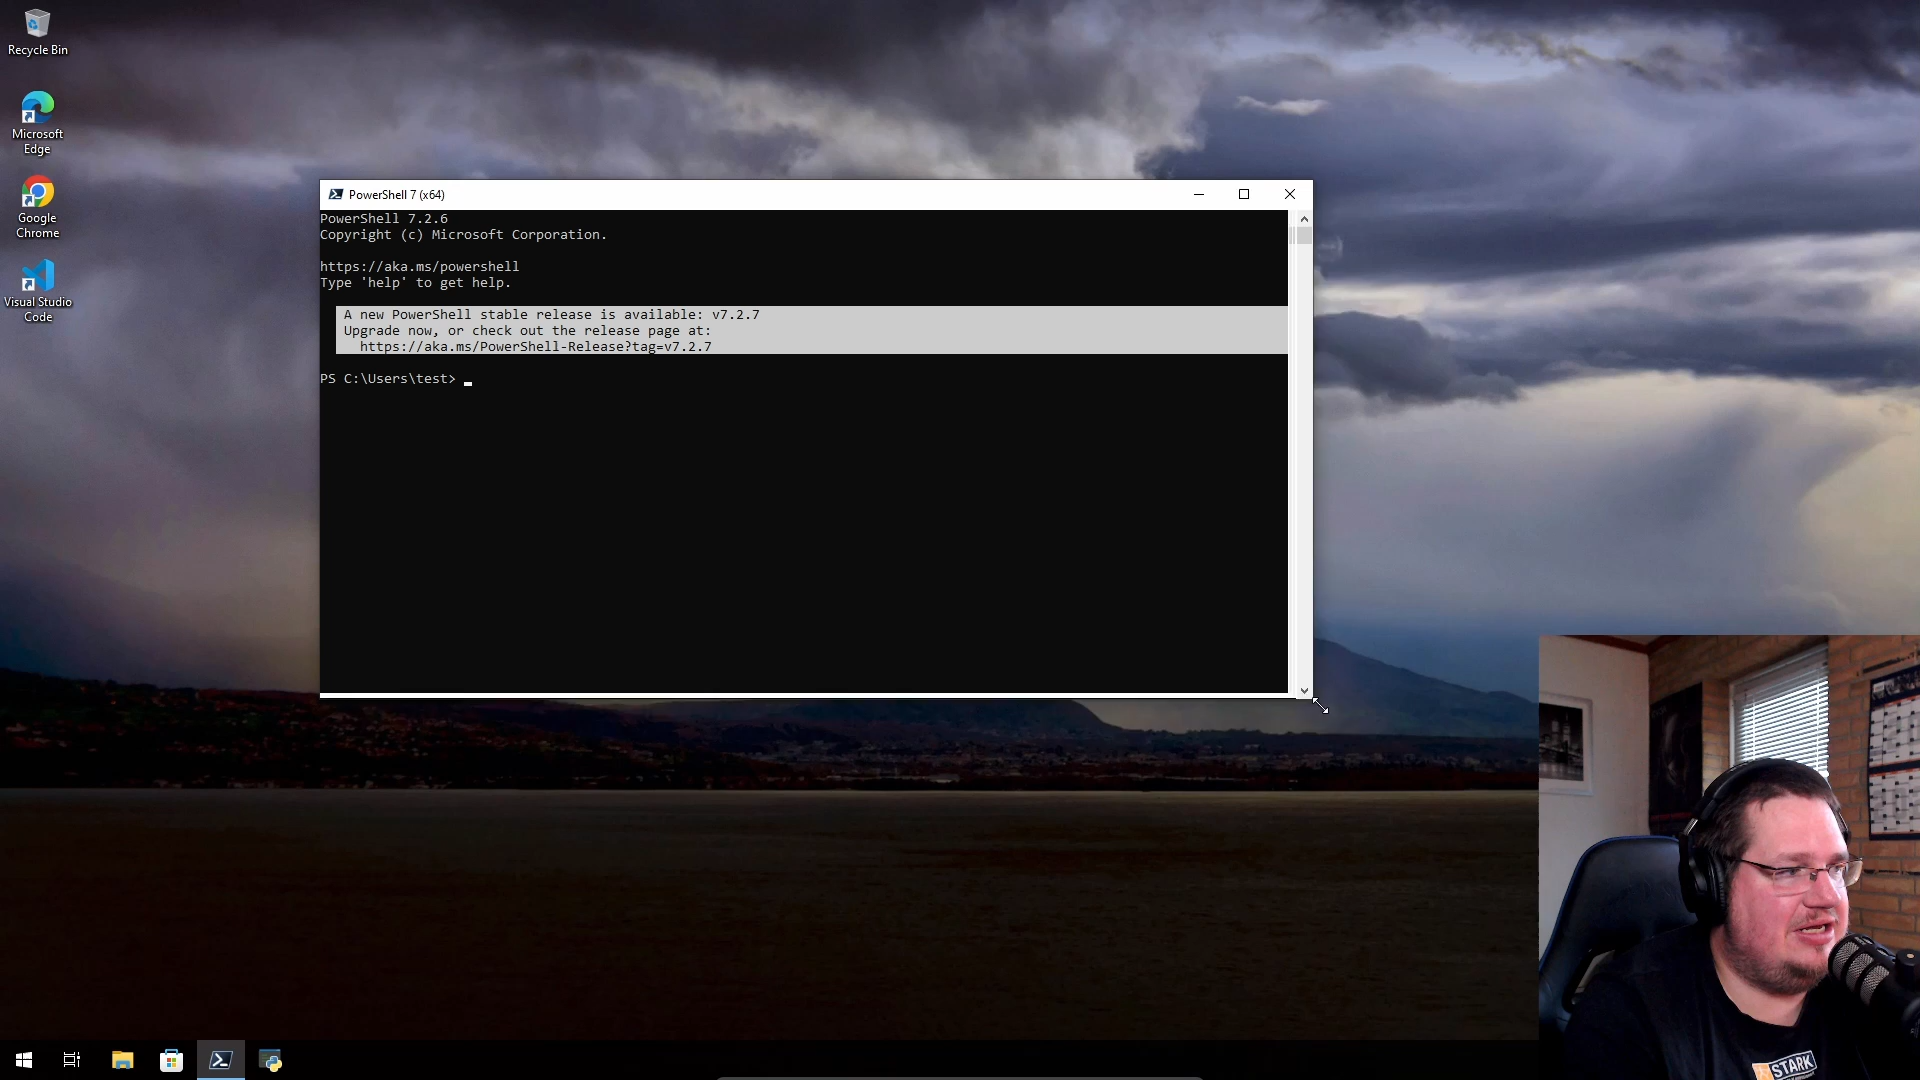 Recycle Bin
Microsoft
Edge
Google
Chrome
Visual Studio
Code
PowerShell 7 (x64)
PowerShell 7.2.6
Copyright (c) Microsoft Corporation.
https://aka.ms/powershell
Type 'help' to get help.
A new PowerShell stable release is available: v7.2.7
Upgrade now, or check out the release page at:
https://aka.ms/PowerShell-Release?tag=v7.2.7
PS C:\Users\test>
STARK